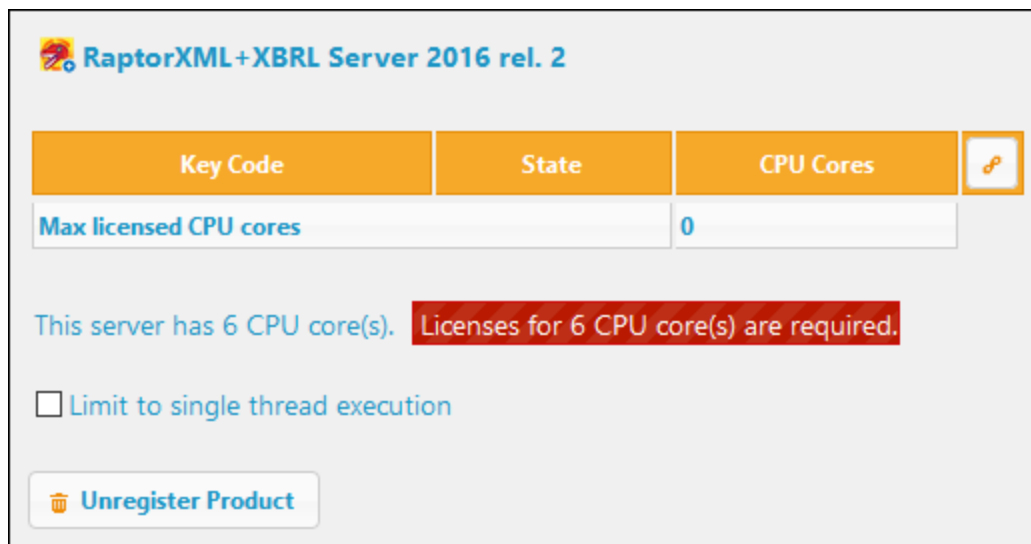 RaptorXML+XBRL Server 2016 rel. 2
Key Code State CPU Cores
Max licensed CPU cores 0
This server has 6 CPU core(s). Licenses for 6 CPU core(s) are required.
Limit to single thread execution
Unregister Product